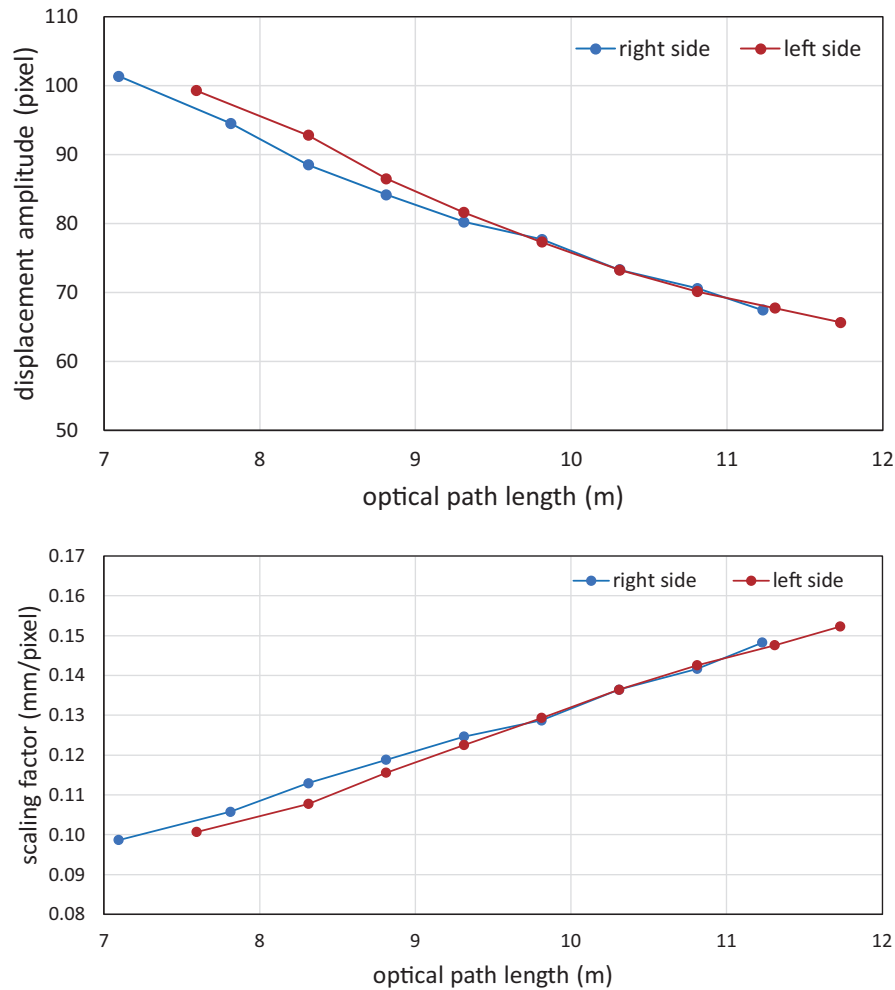 110
100
90
80
70
60
50
displacement amplitude (pixel)
right side
left side
7 8 9 10 11 12
optical path length (m)
0.17
0.16
0.15
0.14
0.13
0.12
0.11
0.10
0.09
0.08
scaling factor (mm/pixel)
right side
left side
7 8 9 10 11 12
optical path length (m)